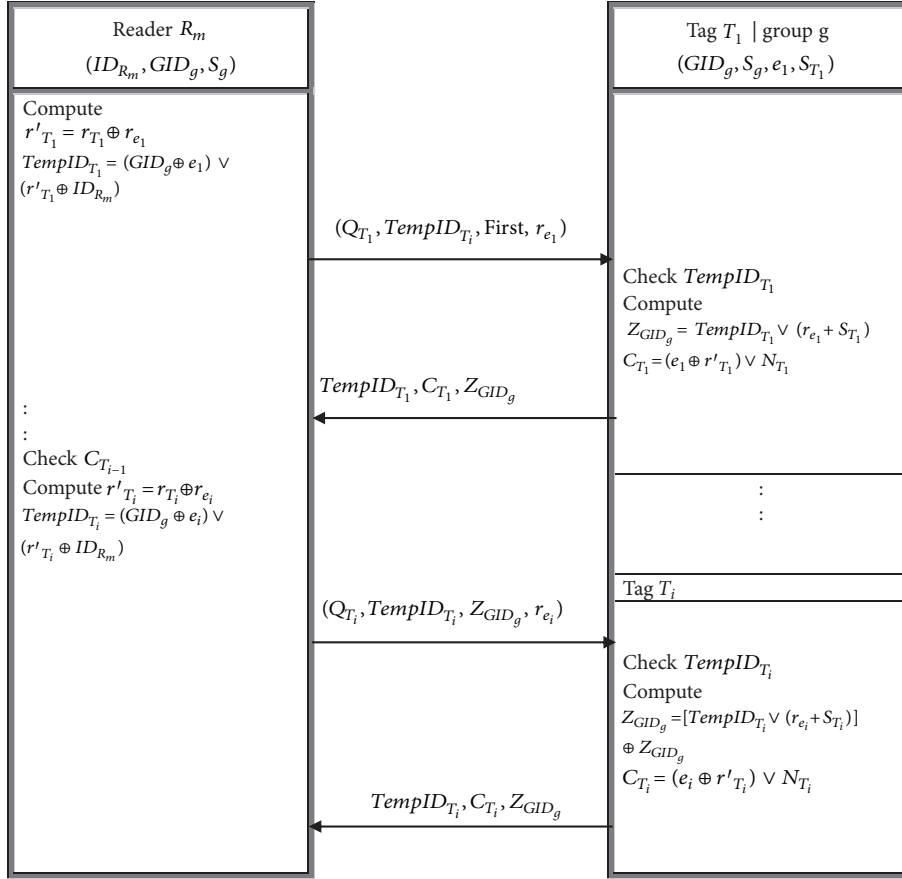 Reader R_m
(ID_{R_m}, GID_g, S_g)
Compute
r'_{T_1} = r_{T_1} ⊕ r_{e_1}
TempID_{T_1} = (GID_g ⊕ e_1) ∨
(r'_{T_1} ⊕ ID_{R_m})
:
:
Check C_{T_{i-1}}
Compute r'_{T_i} = r_{T_i} ⊕ r_{e_i}
TempID_{T_i} = (GID_g ⊕ e_i) ∨
(r'_{T_i} ⊕ ID_{R_m})
(Q_{T_1}, TempID_{T_i}, First, r_{e_1})
TempID_{T_1}, C_{T_1}, Z_{GID_g}
(Q_{T_i}, TempID_{T_i}, Z_{GID_g}, r_{e_i})
TempID_{T_i}, C_{T_i}, Z_{GID_g}
Tag T_1 | group g
(GID_g, S_g, e_1, S_{T_1})
Check TempID_{T_1}
Compute
Z_{GID_g} = TempID_{T_1} ∨ (r_{e_1} + S_{T_1})
C_{T_1} = (e_1 ⊕ r'_{T_1}) ∨ N_{T_1}
:
:
Tag T_i
Check TempID_{T_i}
Compute
Z_{GID_g} = [TempID_{T_i} ∨ (r_{e_i} + S_{T_i})]
⊕ Z_{GID_g}
C_{T_i} = (e_i ⊕ r'_{T_i}) ∨ N_{T_i}